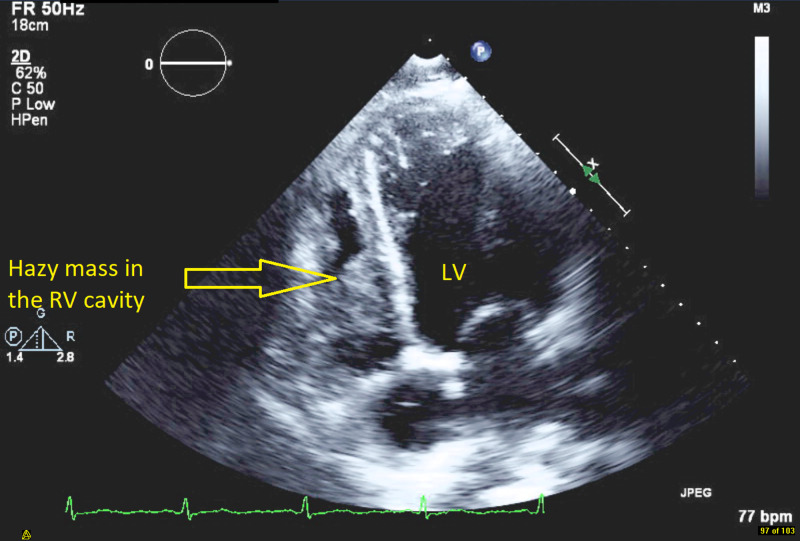 FR 50Hz
18cm
M3
P
0
2D
62%
C 50
P Low
HPen
X
Hazy mass in
the RV cavity
LV
G
P R
1.4 2.8
JPEG
77 bpm
97 of 103